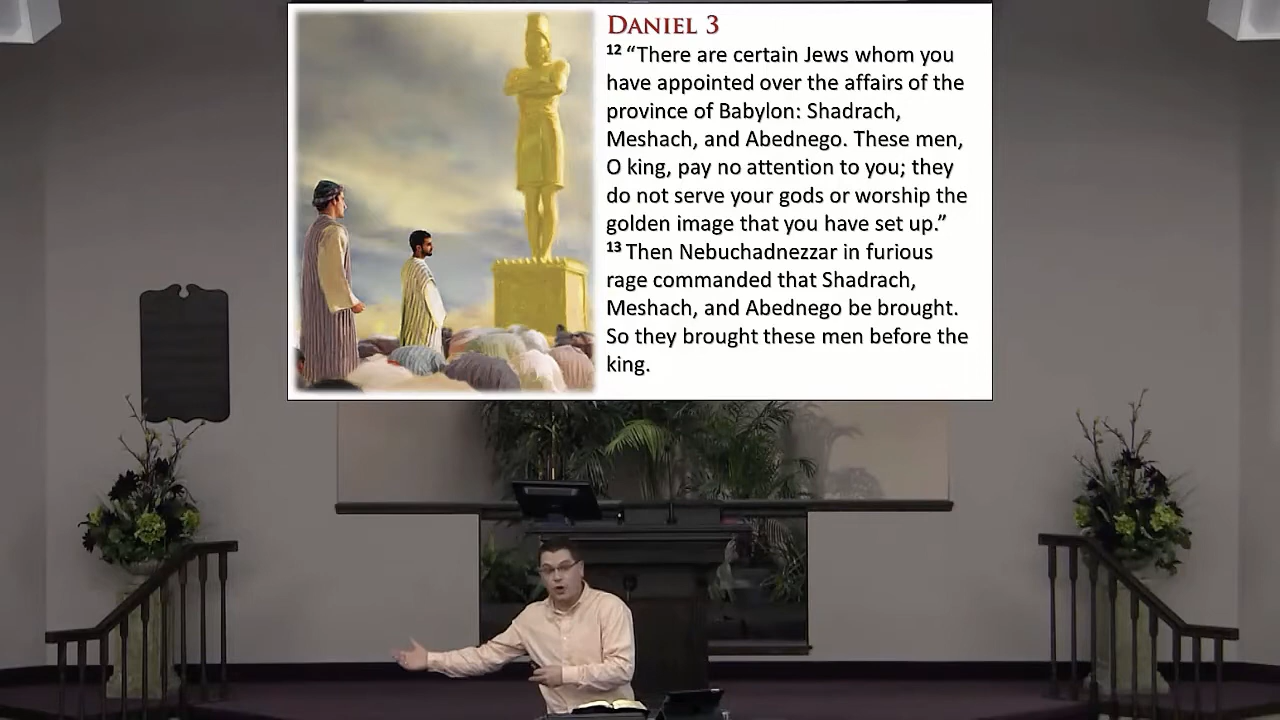 DANIEL 3
12 “There are certain Jews whom you
have appointed over the affairs of the
province of Babylon: Shadrach,
Meshach, and Abednego. These men,
O king, pay no attention to you; they
do not serve your gods or worship the
golden image that you have set up.”
13 Then Nebuchadnezzar in furious
rage commanded that Shadrach,
Meshach, and Abednego be brought.
So they brought these men before the
king.